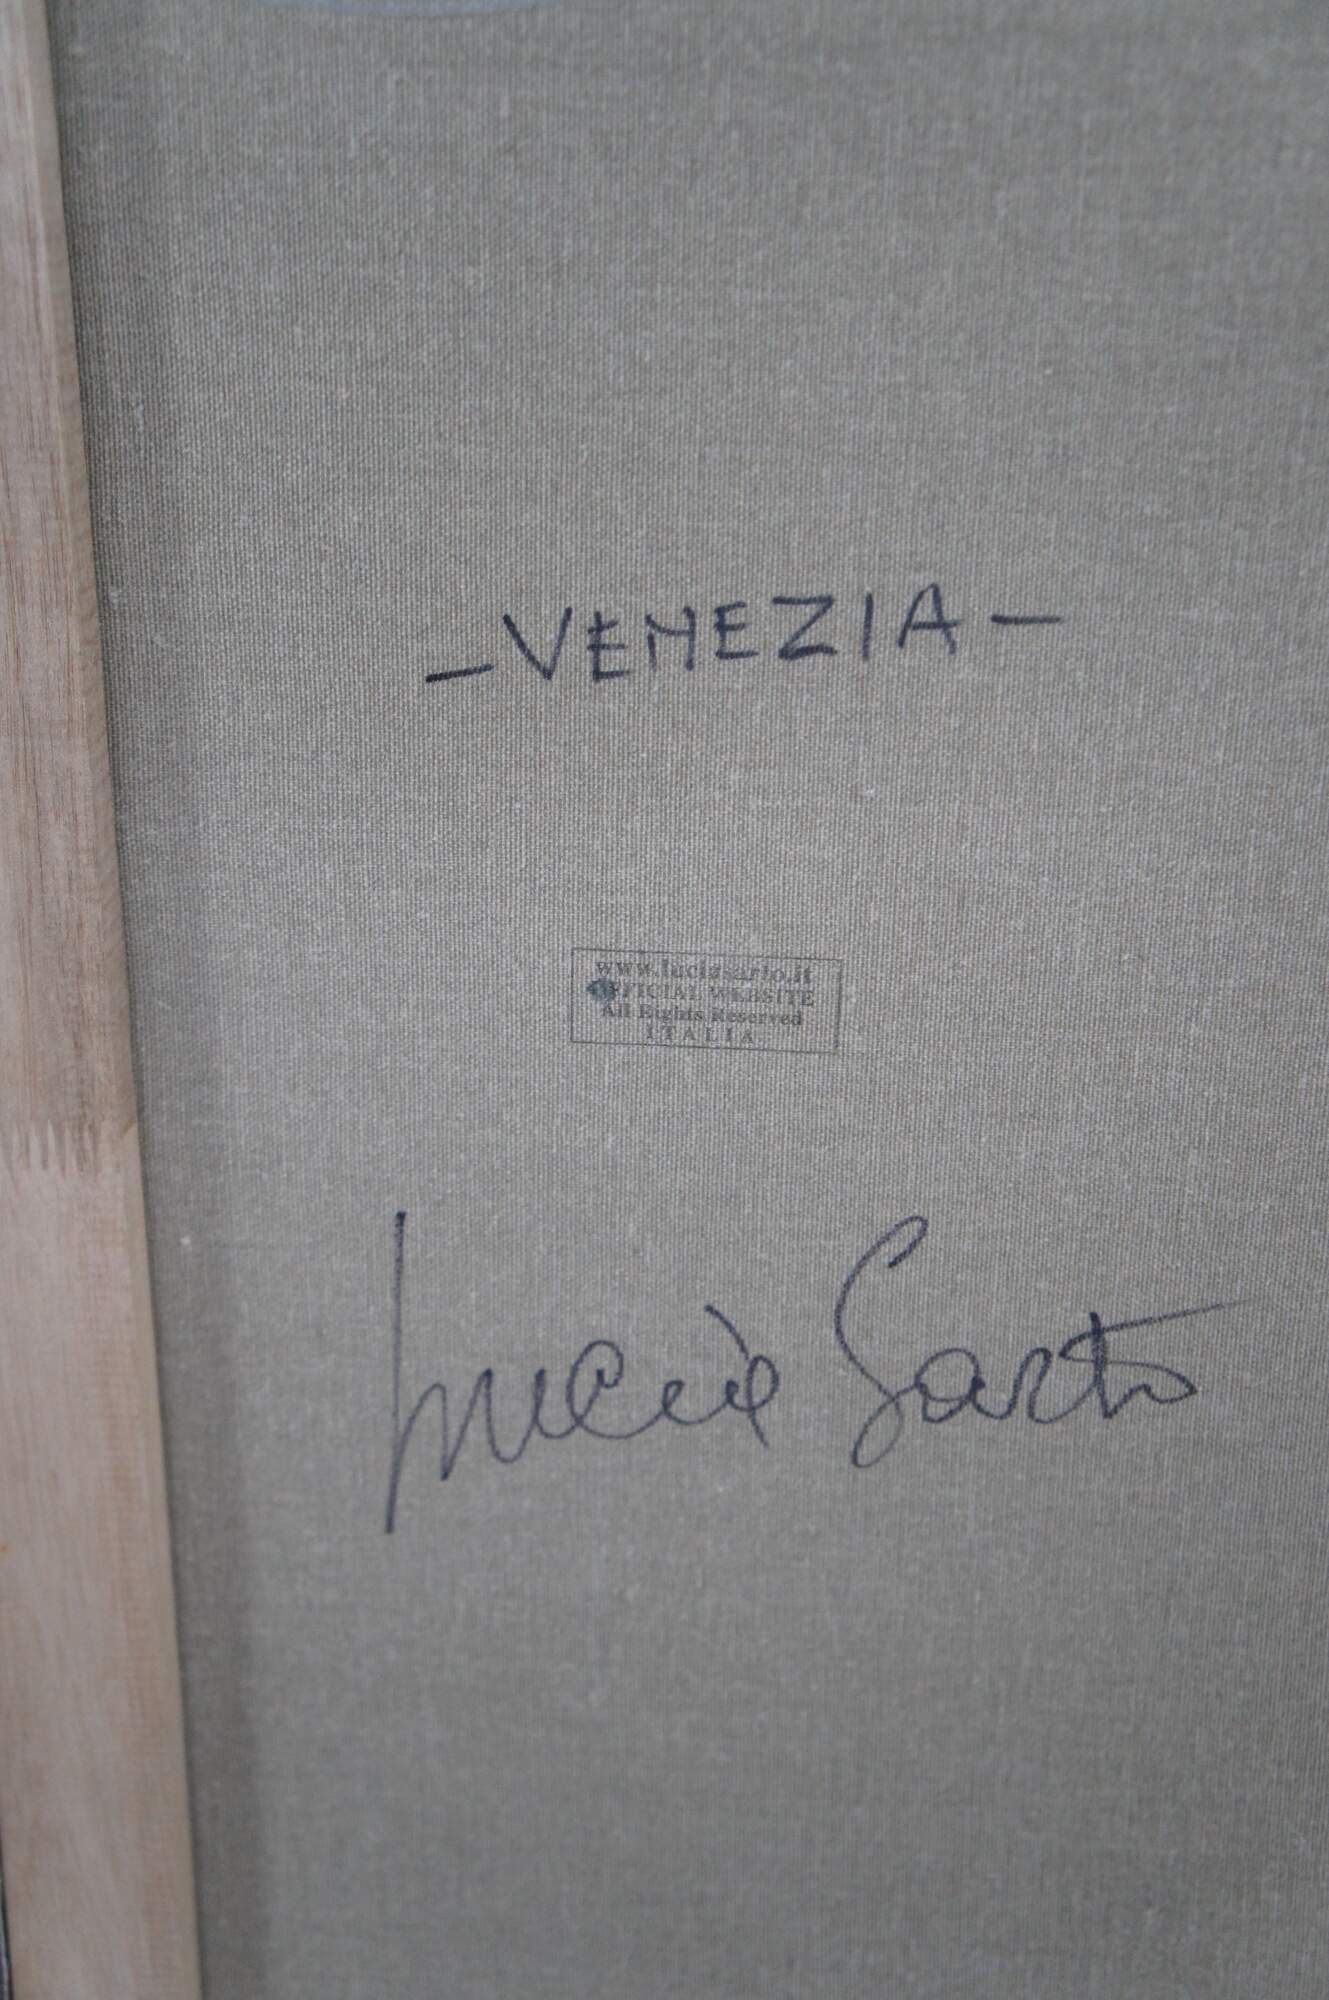 - VENEZIA -
www.luciasarto.it
OFFICIAL WEBSITE
All Rights Reserved
ITALIA
Lucia Sarto